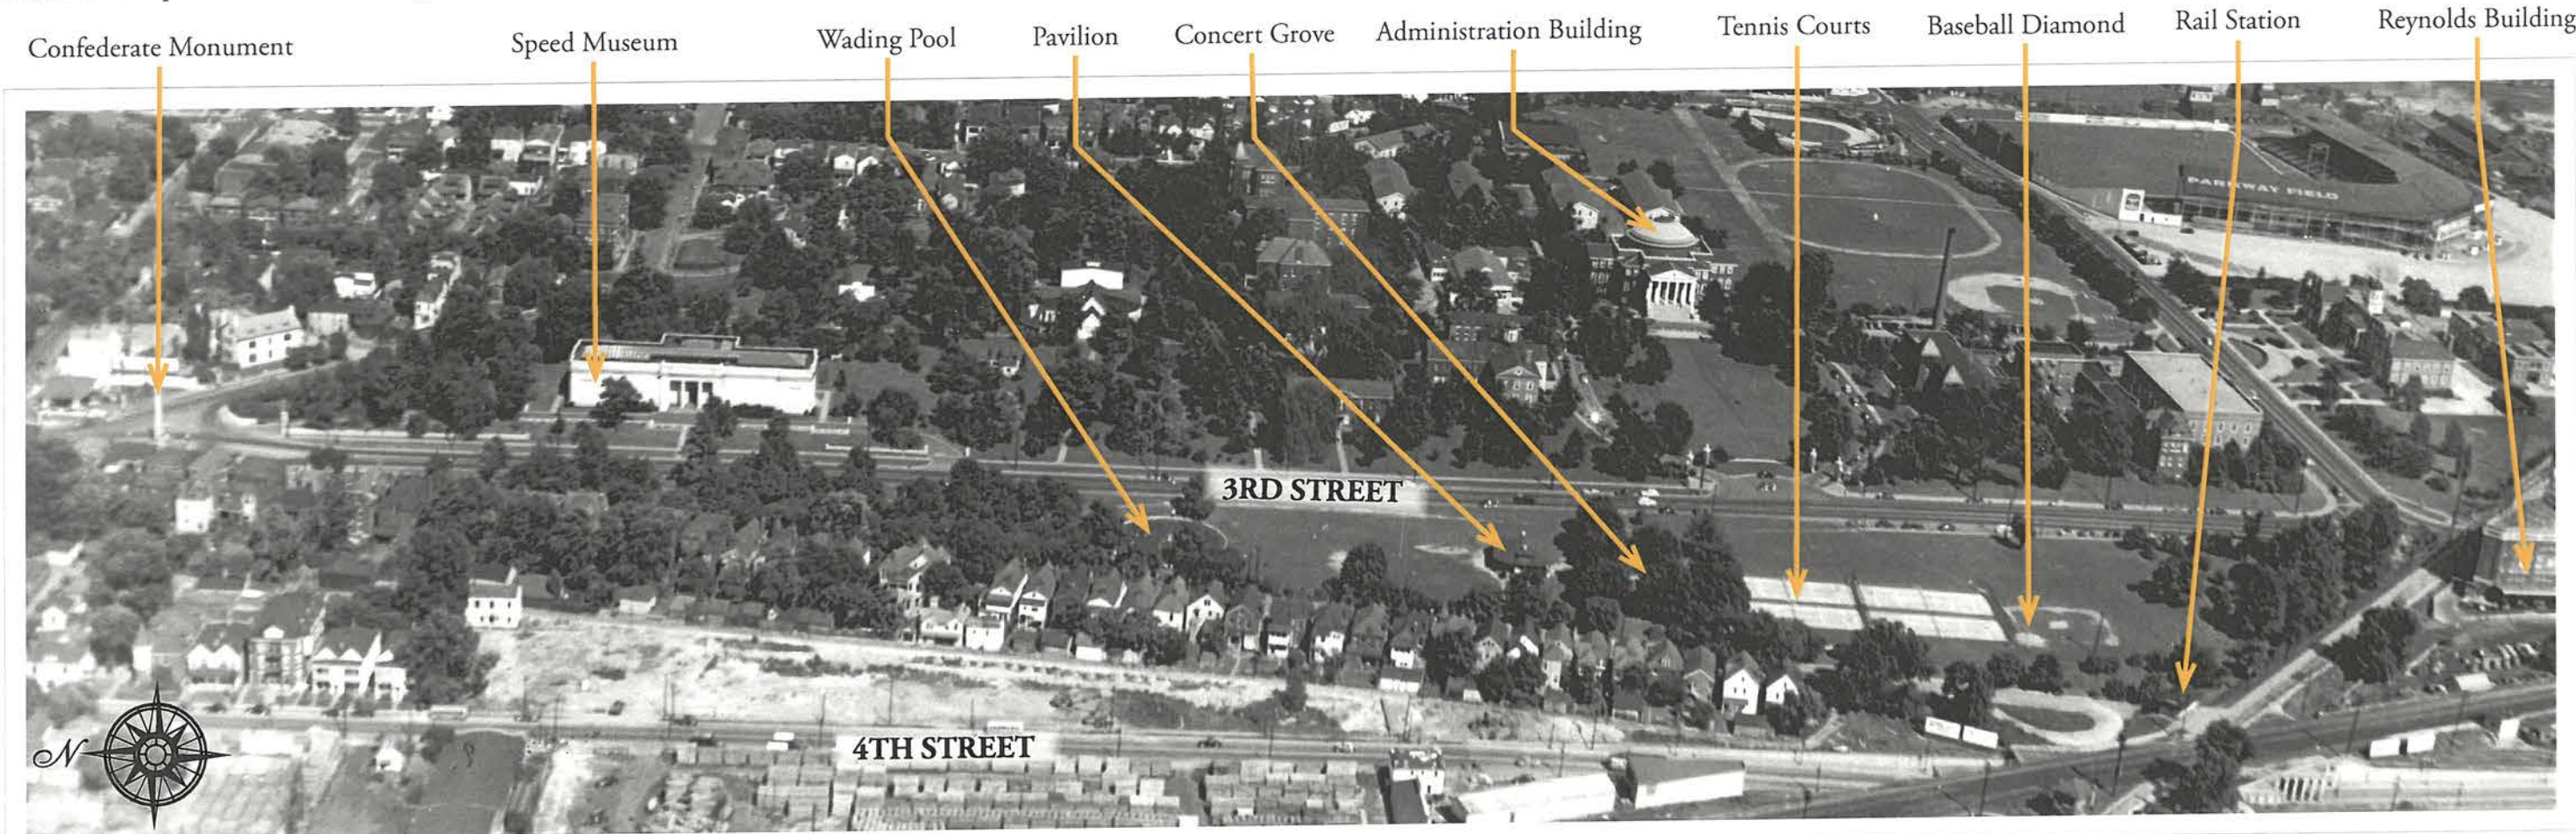 Confederate Monument
Speed Museum
Wading Pool
Pavilion
Concert Grove
Administration Building
Tennis Courts
Baseball Diamond
Rail Station
Reynolds Building
PARKWAY FIELD
3RD STREET
4TH STREET
N